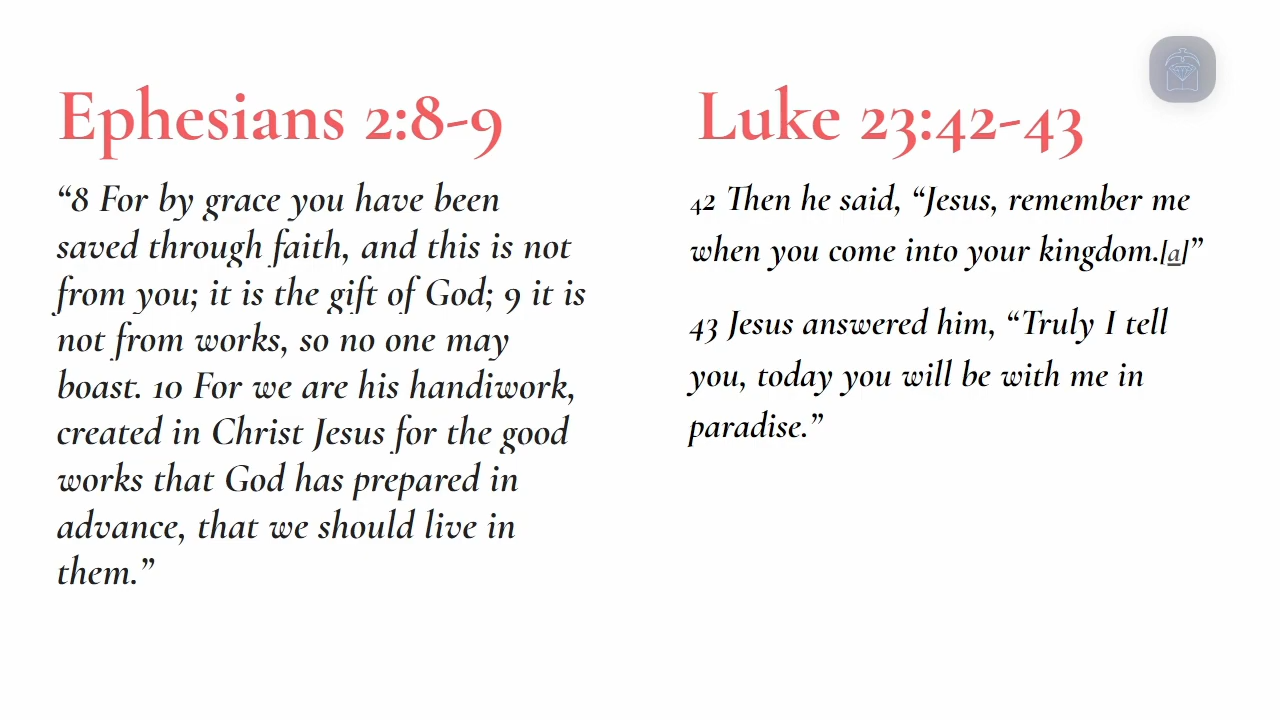 Ephesians 2:8-9
“8 For by grace you have been
saved through faith, and this is not
from you; it is the gift of God; 9 it is
not from works, so no one may
boast. 10 For we are his handiwork,
created in Christ Jesus for the good
works that God has prepared in
advance, that we should live in
them.”
Luke 23:42-43
42 Then he said, “Jesus, remember me
when you come into your kingdom.[a]”
43 Jesus answered him, “Truly I tell
you, today you will be with me in
paradise.”